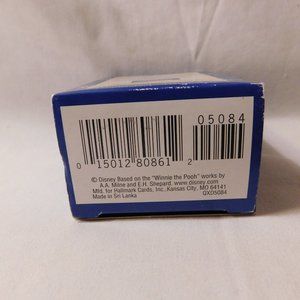 05084
0 15012 80861 2
© Disney Based on the "Winnie the Pooh" works by
A.A. Milne and E.H. Shepard. www.disney.com
Mfd. for Hallmark Cards, Inc., Kansas City, MO 64141
Made in Sri Lanka QXD5084